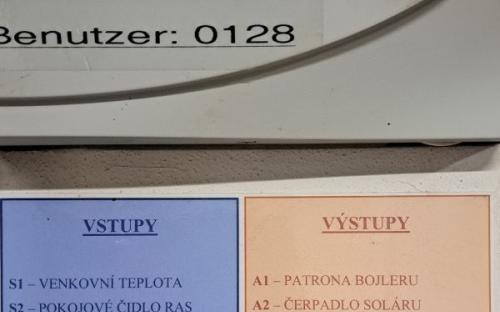 Benutzer: 0128
VSTUPY
S1 – VENKOVNÍ TEPLOTA
S2 – POKOJOVÉ ČIDLO RAS
VÝSTUPY
A1 – PATRONA BOJLERU
A2 – ČERPADLO SOLÁRU